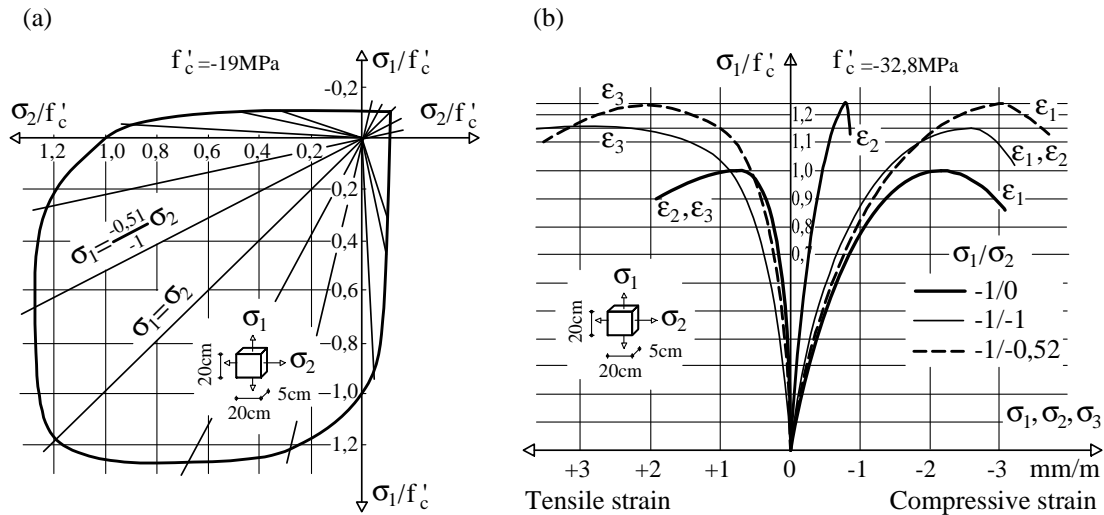 (a)
f'c=-19MPa
σ1/f'c
-0,2
σ2/f'c
σ2/f'c
1,2
1,0
0,8
0,6
0,4
0,2
0,2
0,4
0,6
0,8
1,0
1,2
σ1=-0,51/-1 σ2
σ1=σ2
σ1
σ2
20cm
20cm
5cm
σ1/f'c
(b)
σ1/f'c
f'c=-32,8MPa
ε3
ε3
ε2,ε3
1,2
1,0
0,9
0,8
0,7
ε2
ε1
ε1,ε2
ε1
σ1/σ2
-1/0
-1/-1
-1/-0,52
σ1
σ2
20cm
20cm
5cm
σ1,σ2,σ3
+3
+2
+1
0
-1
-2
-3
mm/m
Tensile strain
Compressive strain